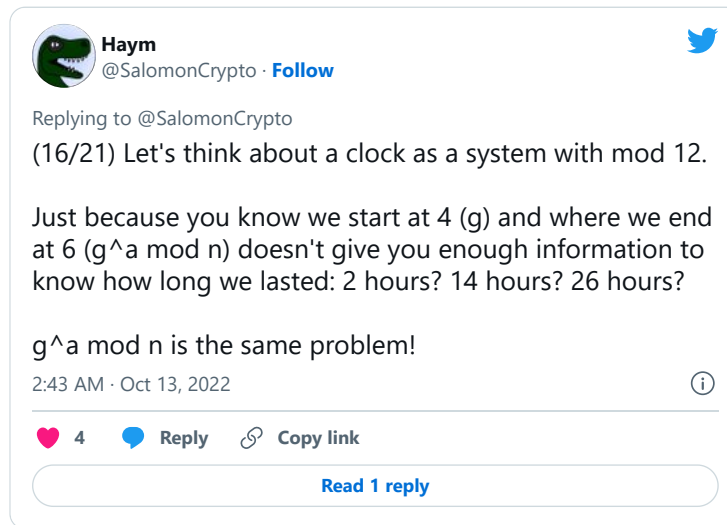 Haym
@SalomonCrypto · Follow
Replying to @SalomonCrypto
(16/21) Let's think about a clock as a system with mod 12.
Just because you know we start at 4 (g) and where we end
at 6 (g^a mod n) doesn't give you enough information to
know how long we lasted: 2 hours? 14 hours? 26 hours?
g^a mod n is the same problem!
2:43 AM · Oct 13, 2022
4 Reply Copy link
Read 1 reply